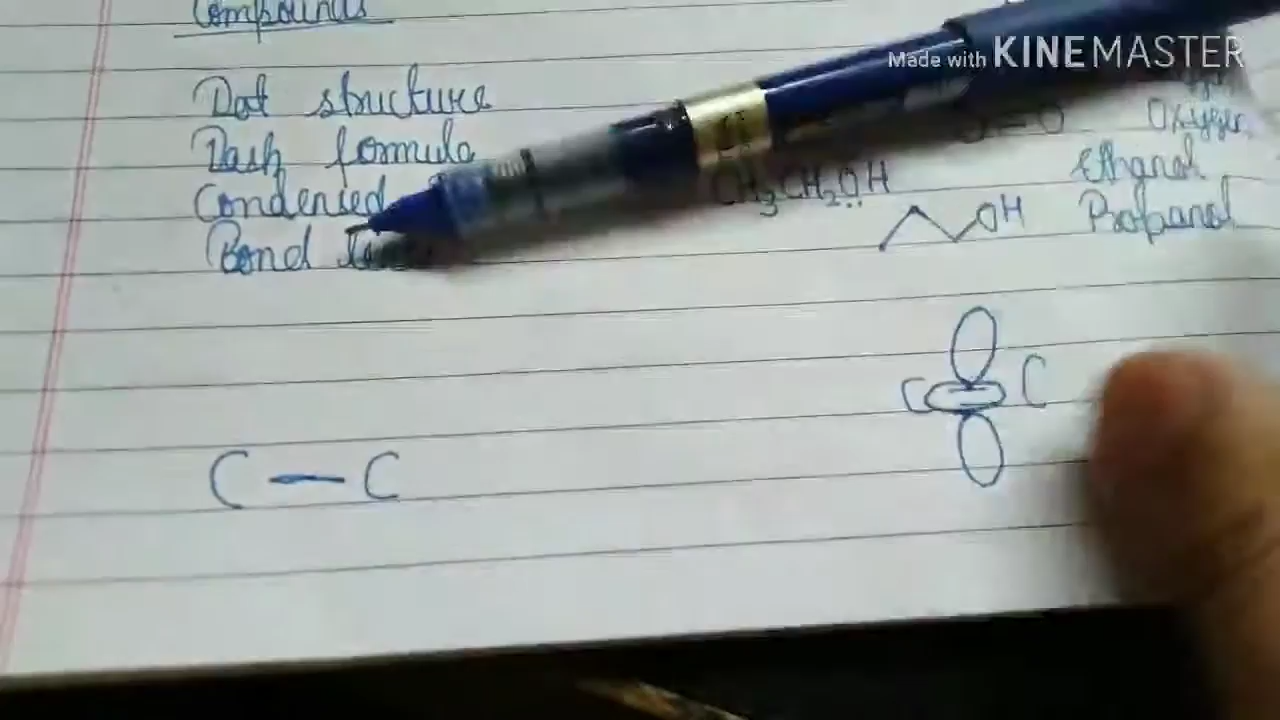 Compounds
Made with KINEMASTER
Dot structure
Dash formula
Condensed
Bond
O Oxygen
CH3CH2OH Ethanol
OH Propanol
C C
C — C